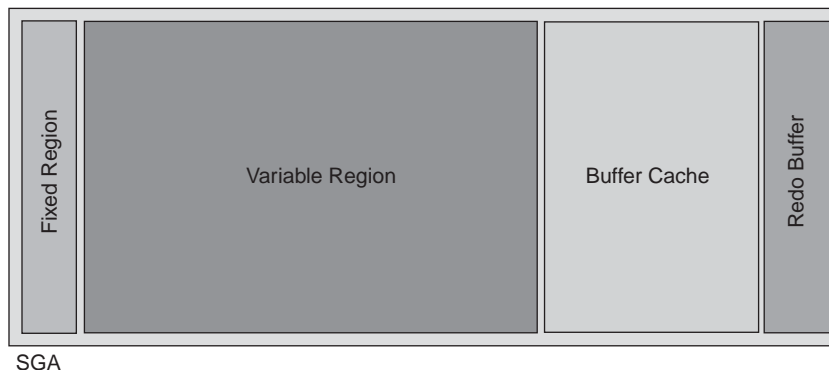 Fixed Region
Variable Region
Buffer Cache
Redo Buffer
SGA